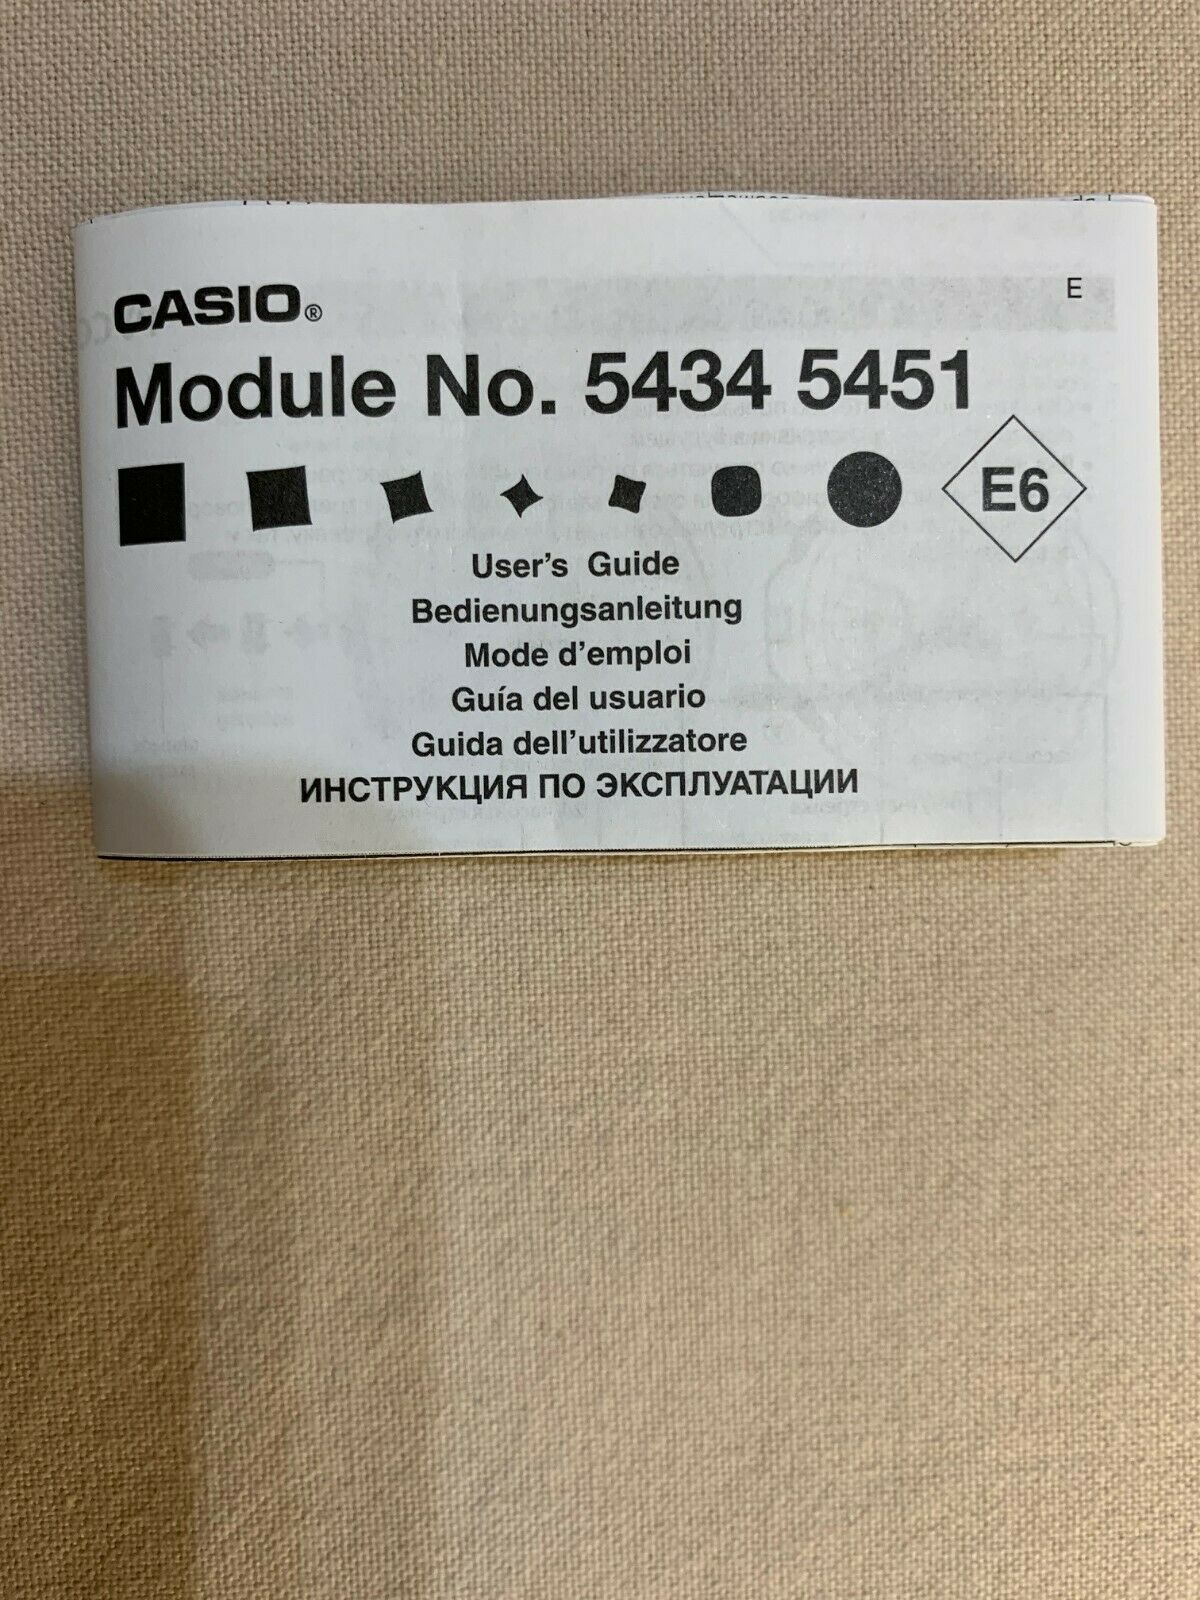 CASIO®
E
Module No. 5434 5451
E6
User's Guide
Bedienungsanleitung
Mode d'emploi
Guía del usuario
Guida dell'utilizzatore
ИНСТРУКЦИЯ ПО ЭКСПЛУАТАЦИИ